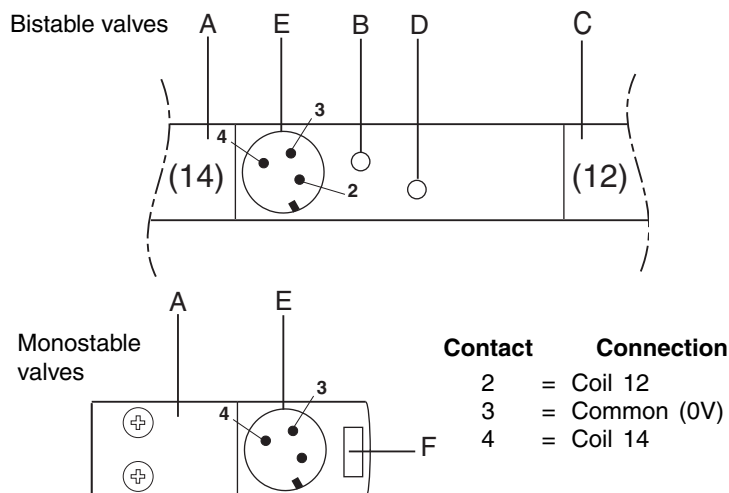 Bistable valves A E B D C
3
4
(14) (12)
2
A E
Monostable
valves
Contact Connection
2 = Coil 12
3 = Common (0V)
4 = Coil 14
3
4
F